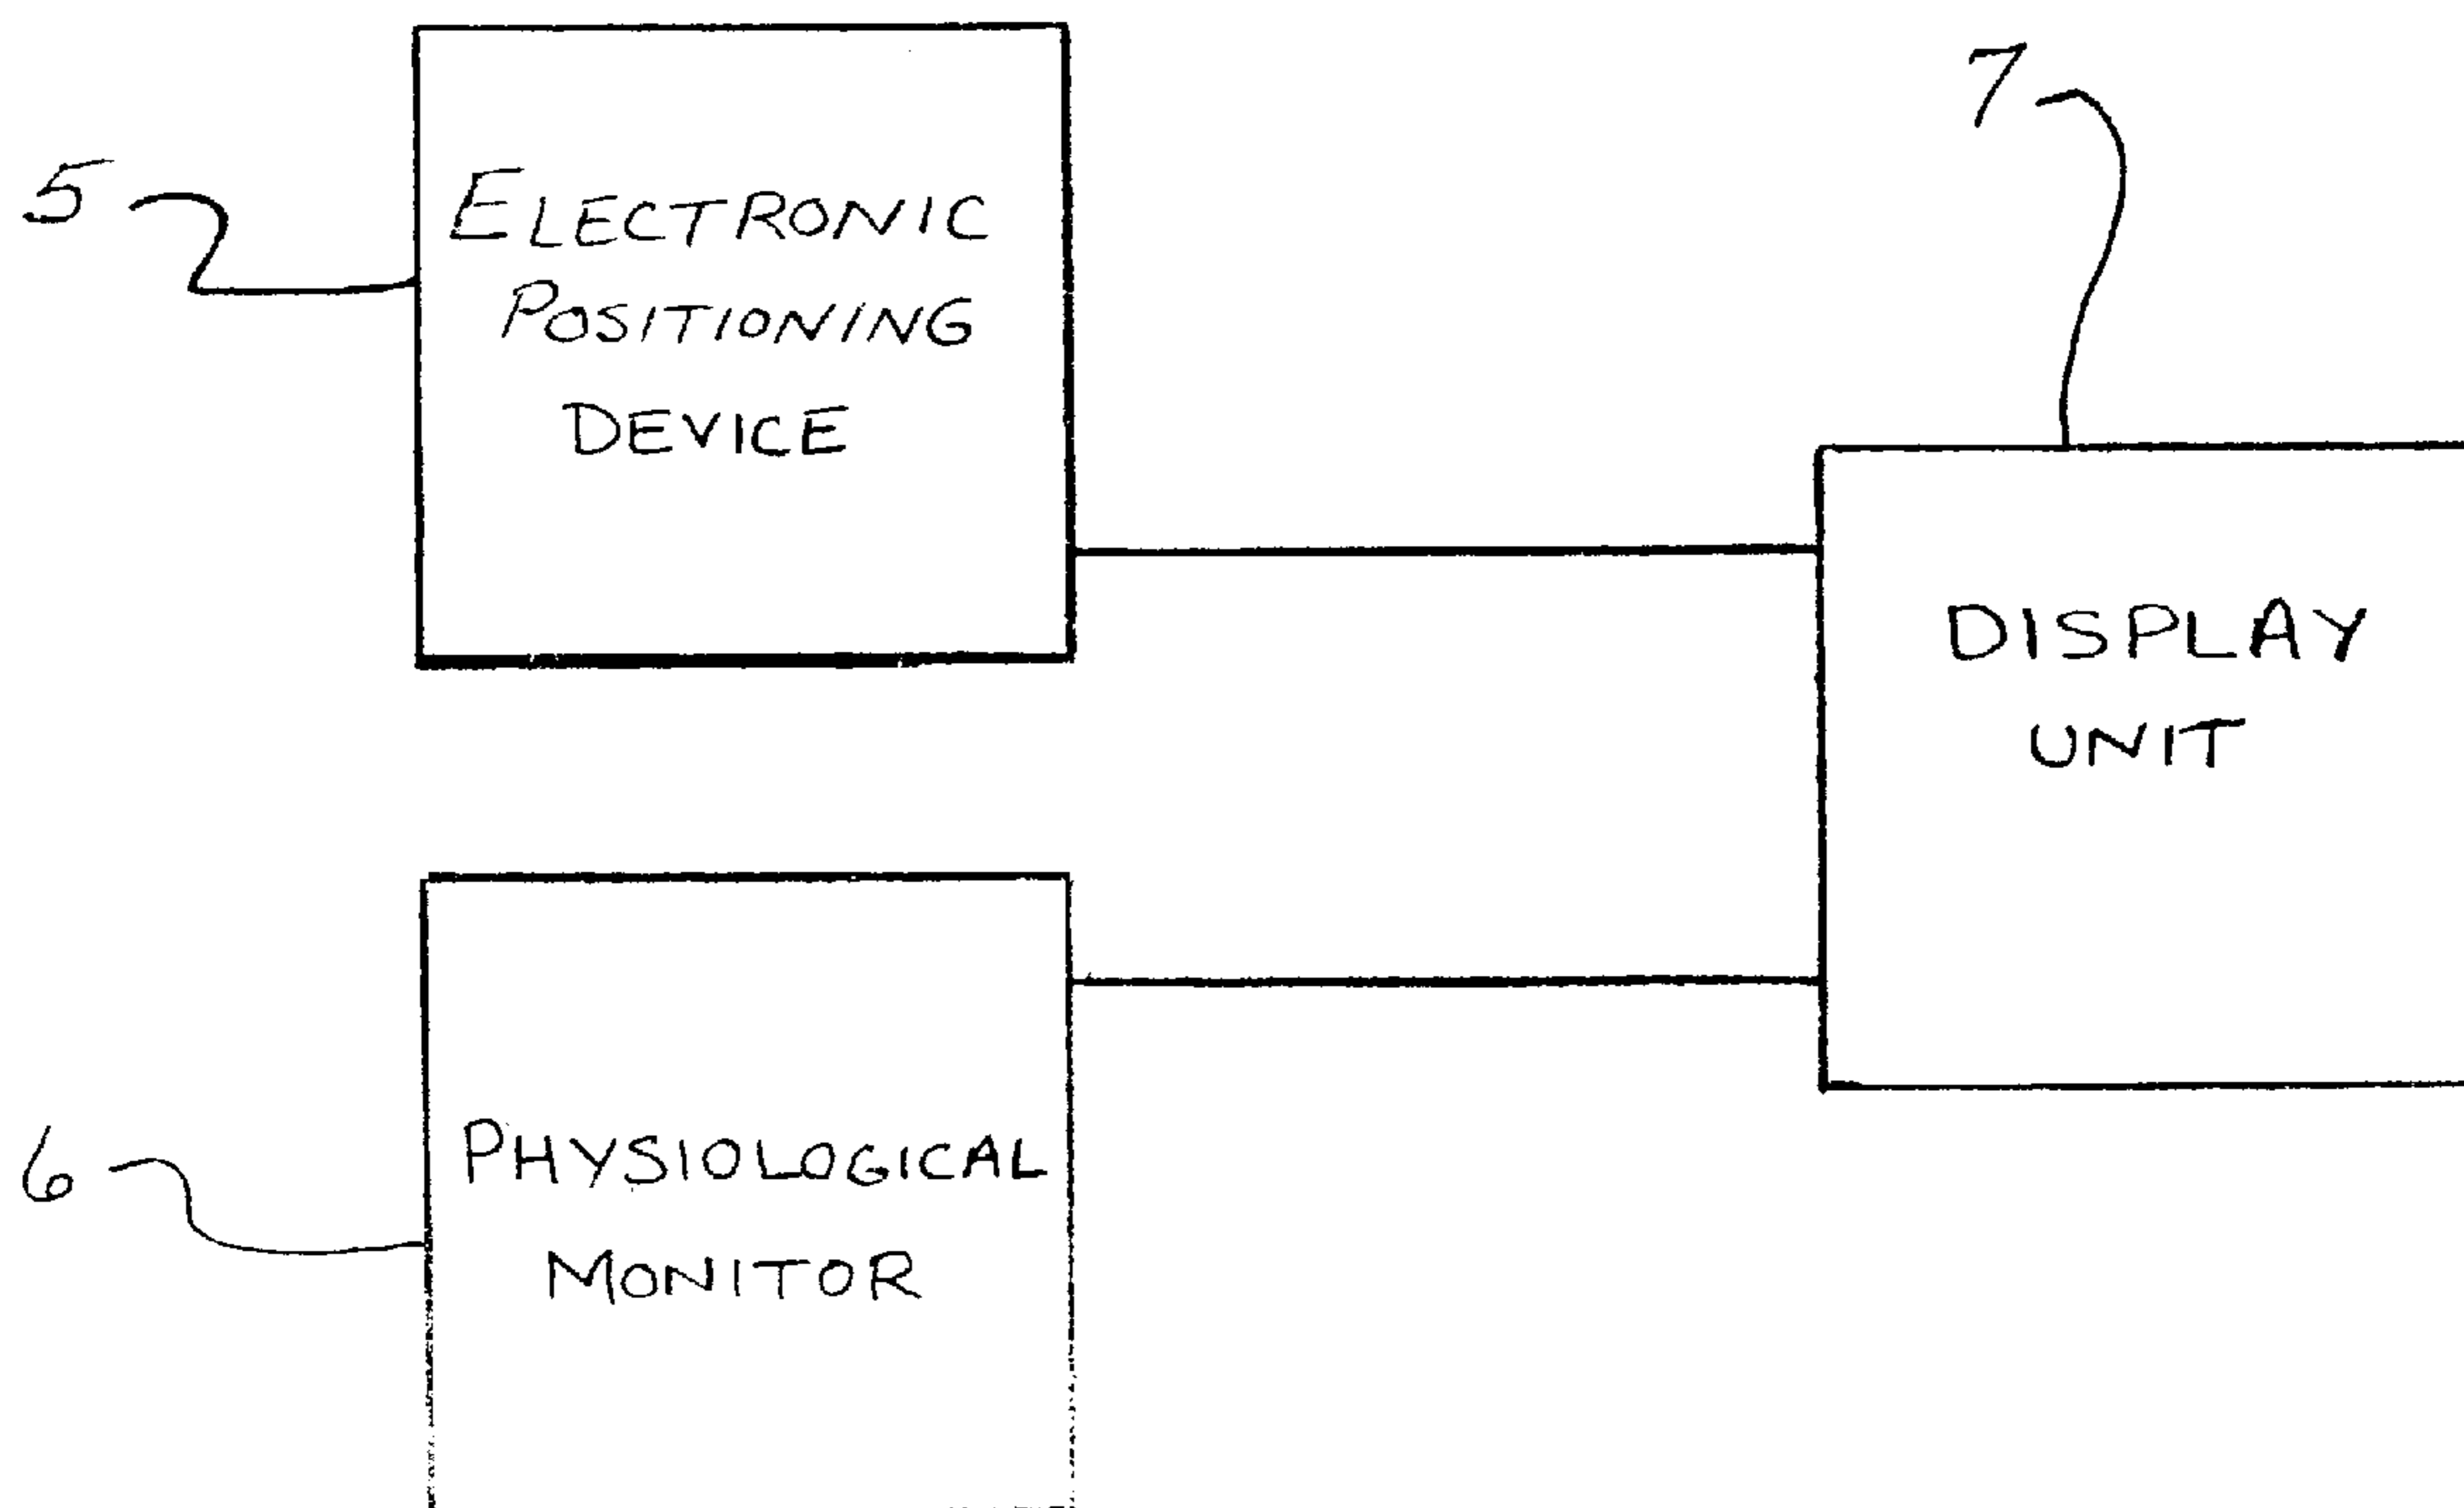 5
ELECTRONIC
POSITIONING
DEVICE
7
DISPLAY
UNIT
6
PHYSIOLOGICAL
MONITOR